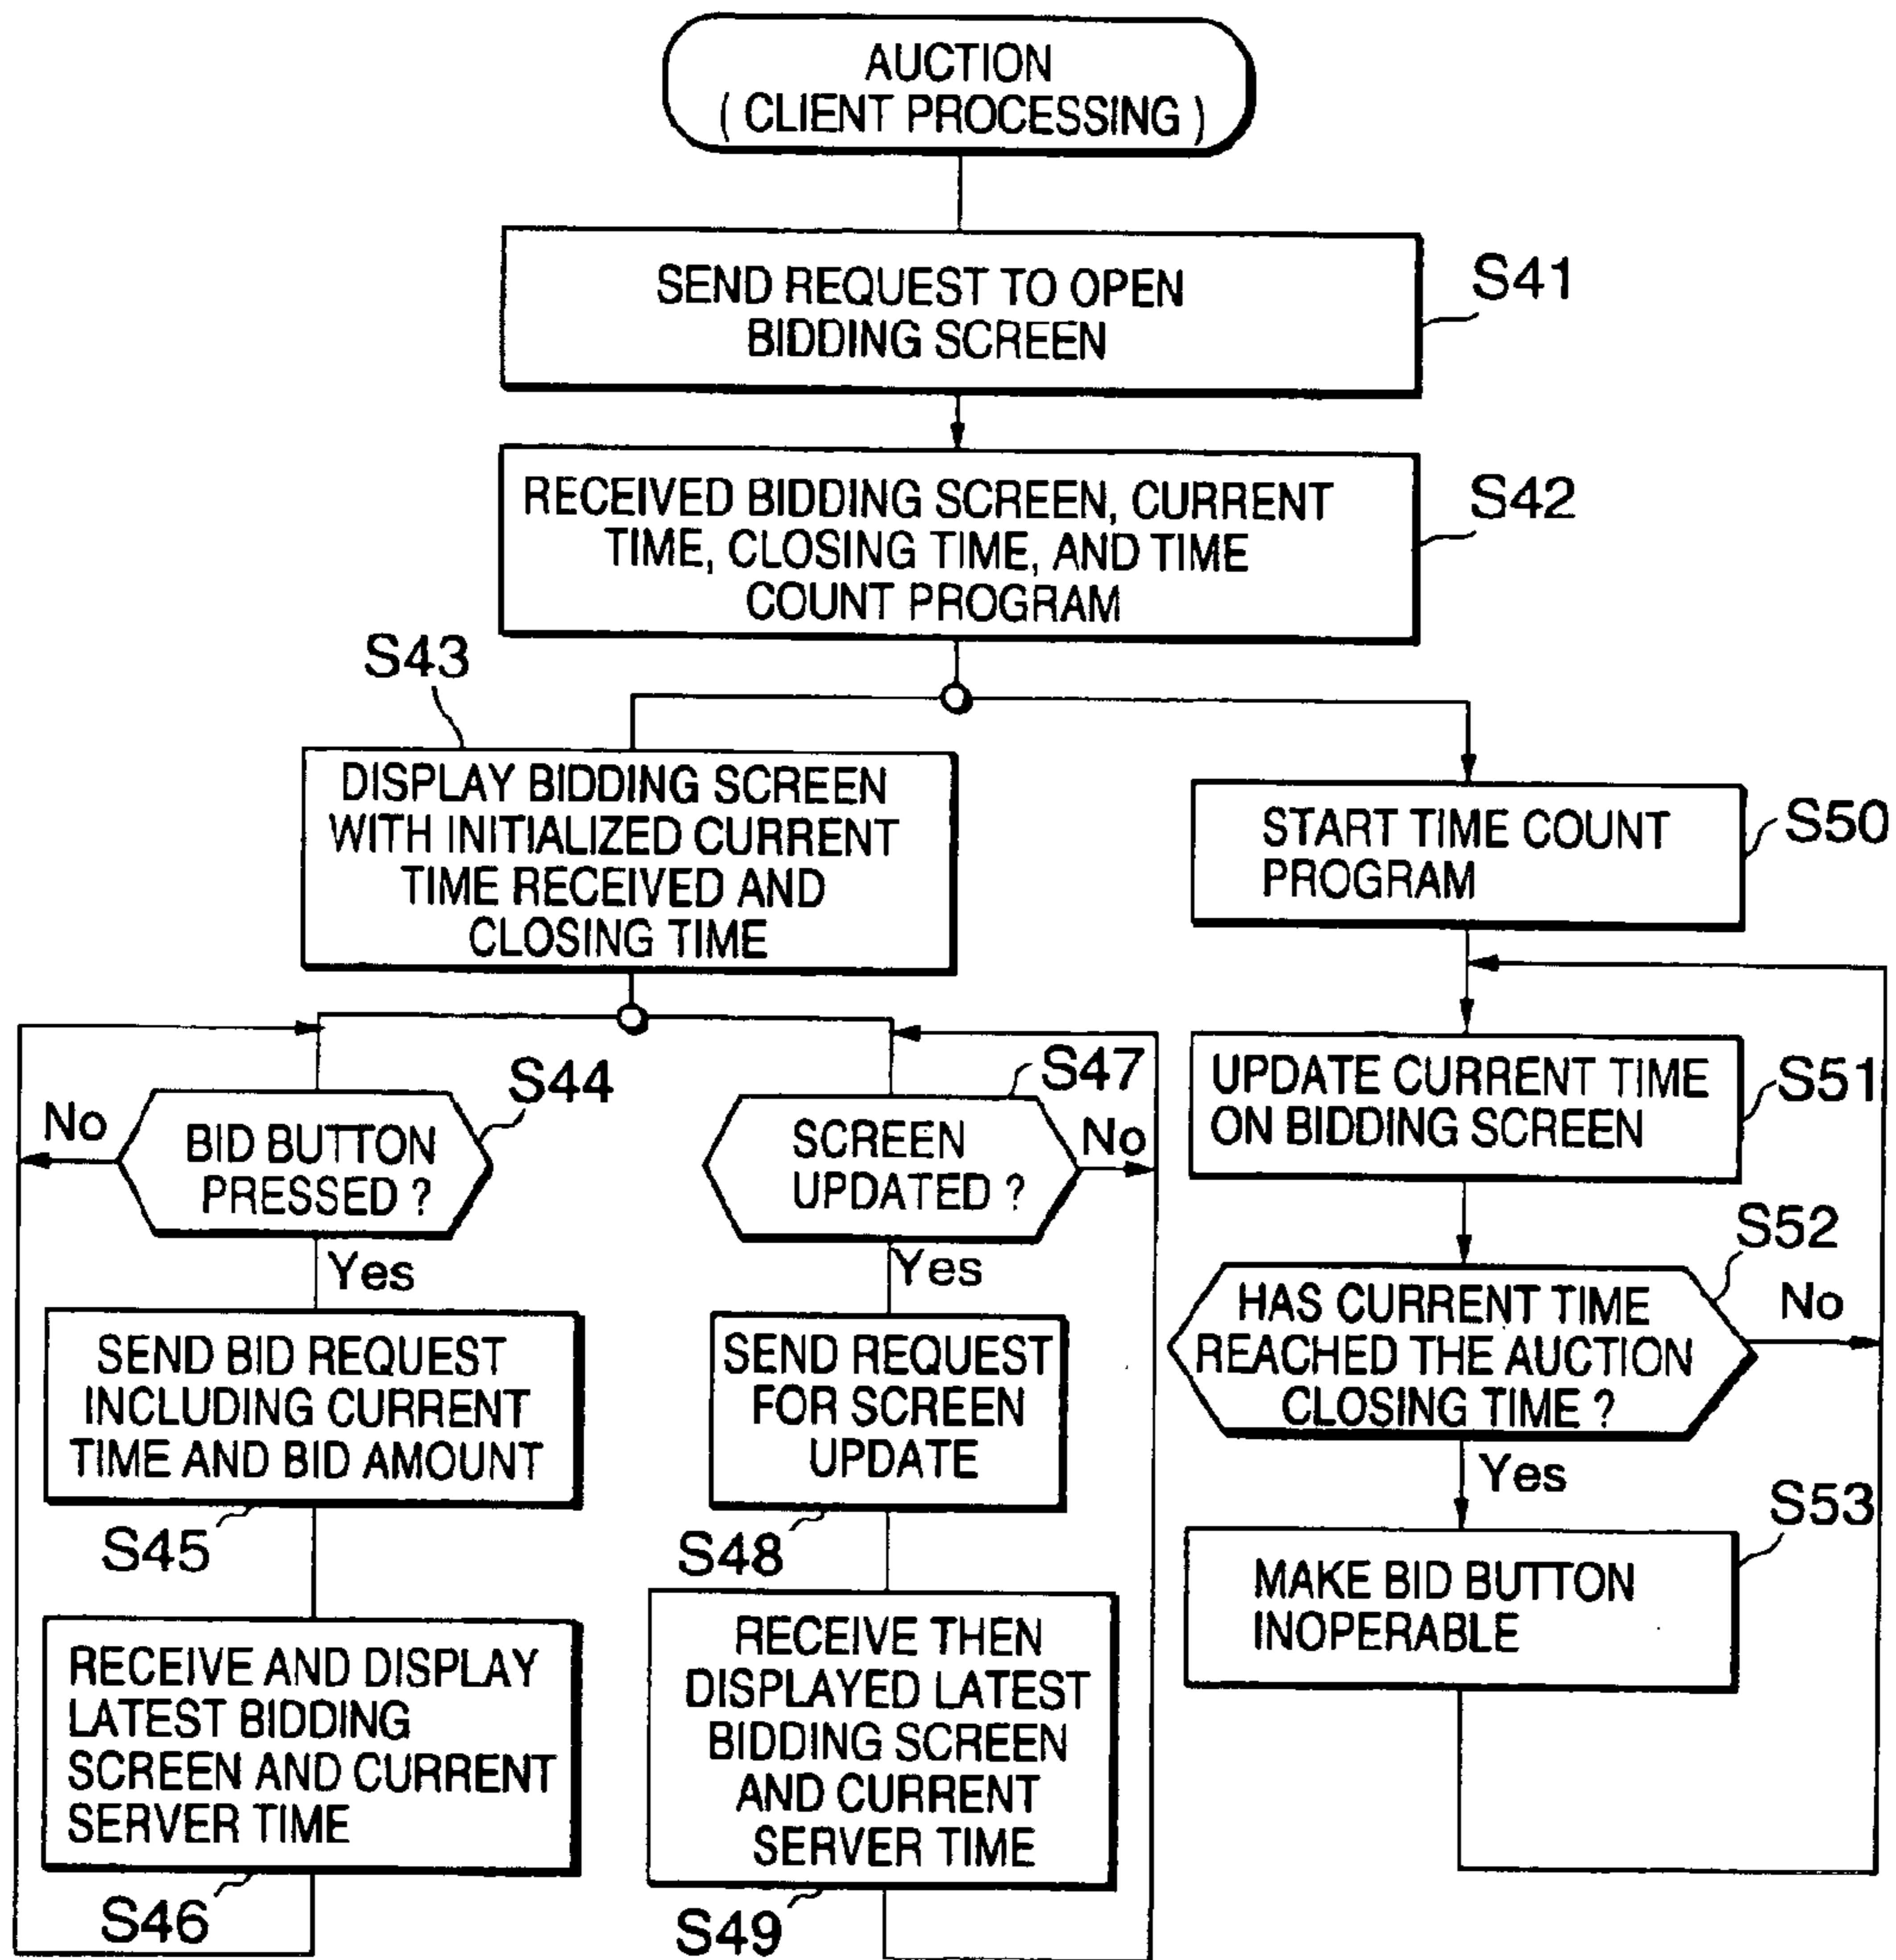 AUCTION
( CLIENT PROCESSING )
SEND REQUEST TO OPEN
BIDDING SCREEN
S41
RECEIVED BIDDING SCREEN, CURRENT
TIME, CLOSING TIME, AND TIME
COUNT PROGRAM
S42
S43
DISPLAY BIDDING SCREEN
WITH INITIALIZED CURRENT
TIME RECEIVED AND
CLOSING TIME
S44
No
BID BUTTON
PRESSED ?
Yes
SEND BID REQUEST
INCLUDING CURRENT
TIME AND BID AMOUNT
S45
RECEIVE AND DISPLAY
LATEST BIDDING
SCREEN AND CURRENT
SERVER TIME
S46
S47
SCREEN
UPDATED ?
No
Yes
SEND REQUEST
FOR SCREEN
UPDATE
S48
RECEIVE THEN
DISPLAYED LATEST
BIDDING SCREEN
AND CURRENT
SERVER TIME
S49
START TIME COUNT
PROGRAM
S50
UPDATE CURRENT TIME
ON BIDDING SCREEN
S51
S52
HAS CURRENT TIME
REACHED THE AUCTION
CLOSING TIME ?
No
Yes
S53
MAKE BID BUTTON
INOPERABLE